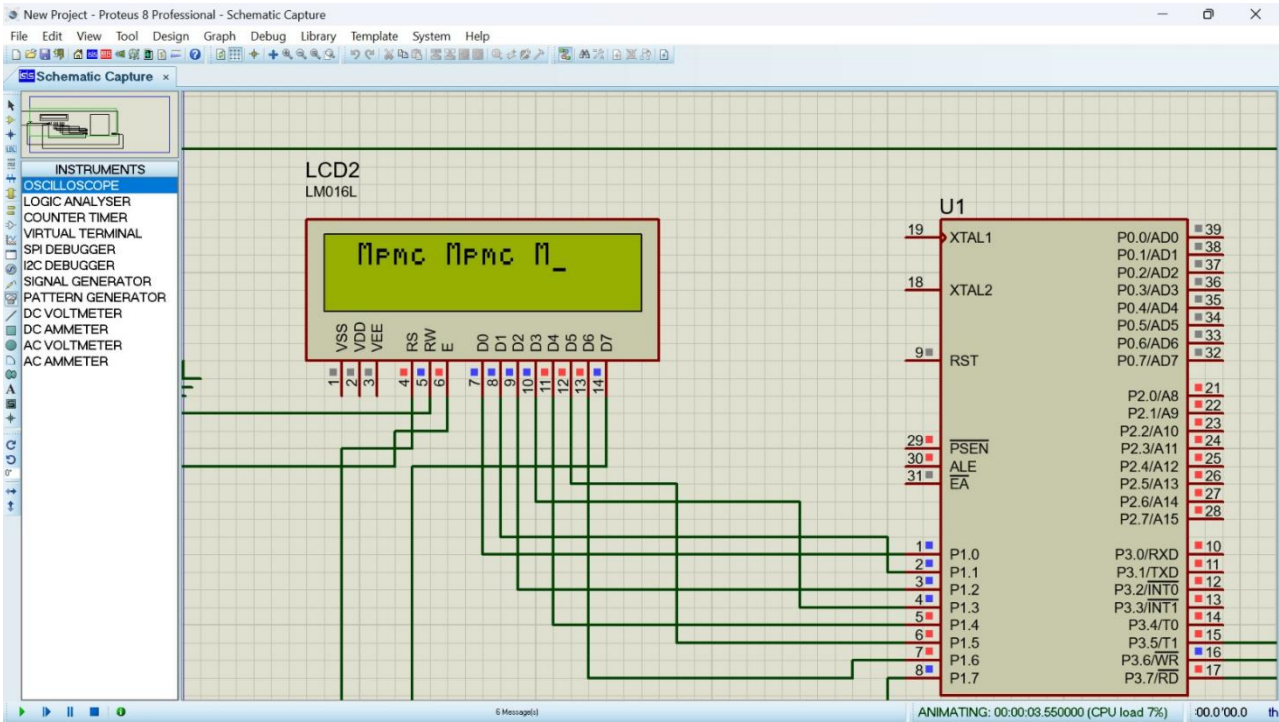 New Project - Proteus 8 Professional - Schematic Capture
File Edit View Tool Design Graph Debug Library Template System Help
Schematic Capture
INSTRUMENTS
OSCILLOSCOPE
LOGIC ANALYSER
COUNTER TIMER
VIRTUAL TERMINAL
SPI DEBUGGER
I2C DEBUGGER
SIGNAL GENERATOR
PATTERN GENERATOR
DC VOLTMETER
DC AMMETER
AC VOLTMETER
AC AMMETER
LCD2
LM016L
Mpmc Mpmc M_
VSS VDD VEE RS RW E D0 D1 D2 D3 D4 D5 D6 D7
1 2 3 4 5 6 7 8 9 10 11 12 13 14
U1
19 XTAL1
18 XTAL2
9 RST
29 PSEN
30 ALE
31 EA
1 P1.0
2 P1.1
3 P1.2
4 P1.3
5 P1.4
6 P1.5
7 P1.6
8 P1.7
P0.0/AD0 39
P0.1/AD1 38
P0.2/AD2 37
P0.3/AD3 36
P0.4/AD4 35
P0.5/AD5 34
P0.6/AD6 33
P0.7/AD7 32
P2.0/A8 21
P2.1/A9 22
P2.2/A10 23
P2.3/A11 24
P2.4/A12 25
P2.5/A13 26
P2.6/A14 27
P2.7/A15 28
P3.0/RXD 10
P3.1/TXD 11
P3.2/INT0 12
P3.3/INT1 13
P3.4/T0 14
P3.5/T1 15
P3.6/WR 16
P3.7/RD 17
6 Message(s)
ANIMATING: 00:00:03.550000 (CPU load 7%)
:00.0'00.0 th